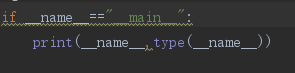 if __name__=="__main__":
    print(__name__,type(__name__))